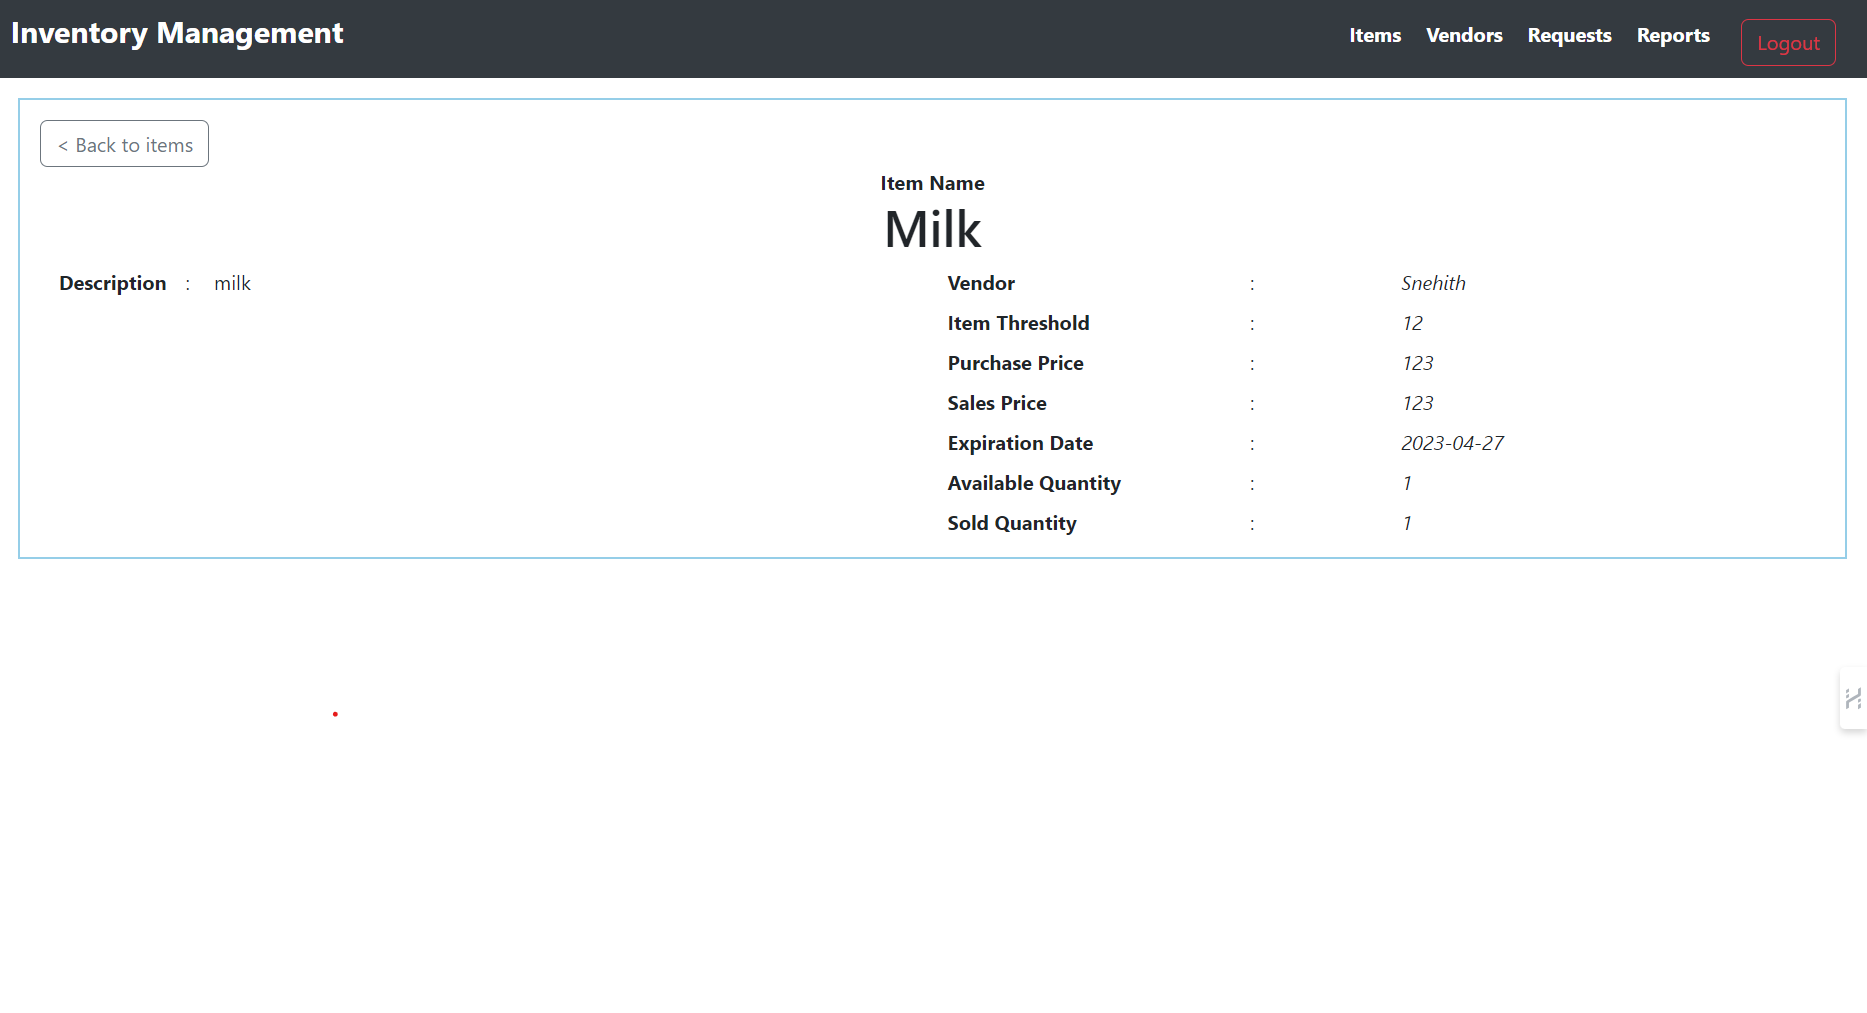 Inventory Management
Items Vendors Requests Reports Logout
< Back to items
Item Name
Milk
Description : milk
Vendor : Snehith
Item Threshold : 12
Purchase Price : 123
Sales Price : 123
Expiration Date : 2023-04-27
Available Quantity : 1
Sold Quantity : 1